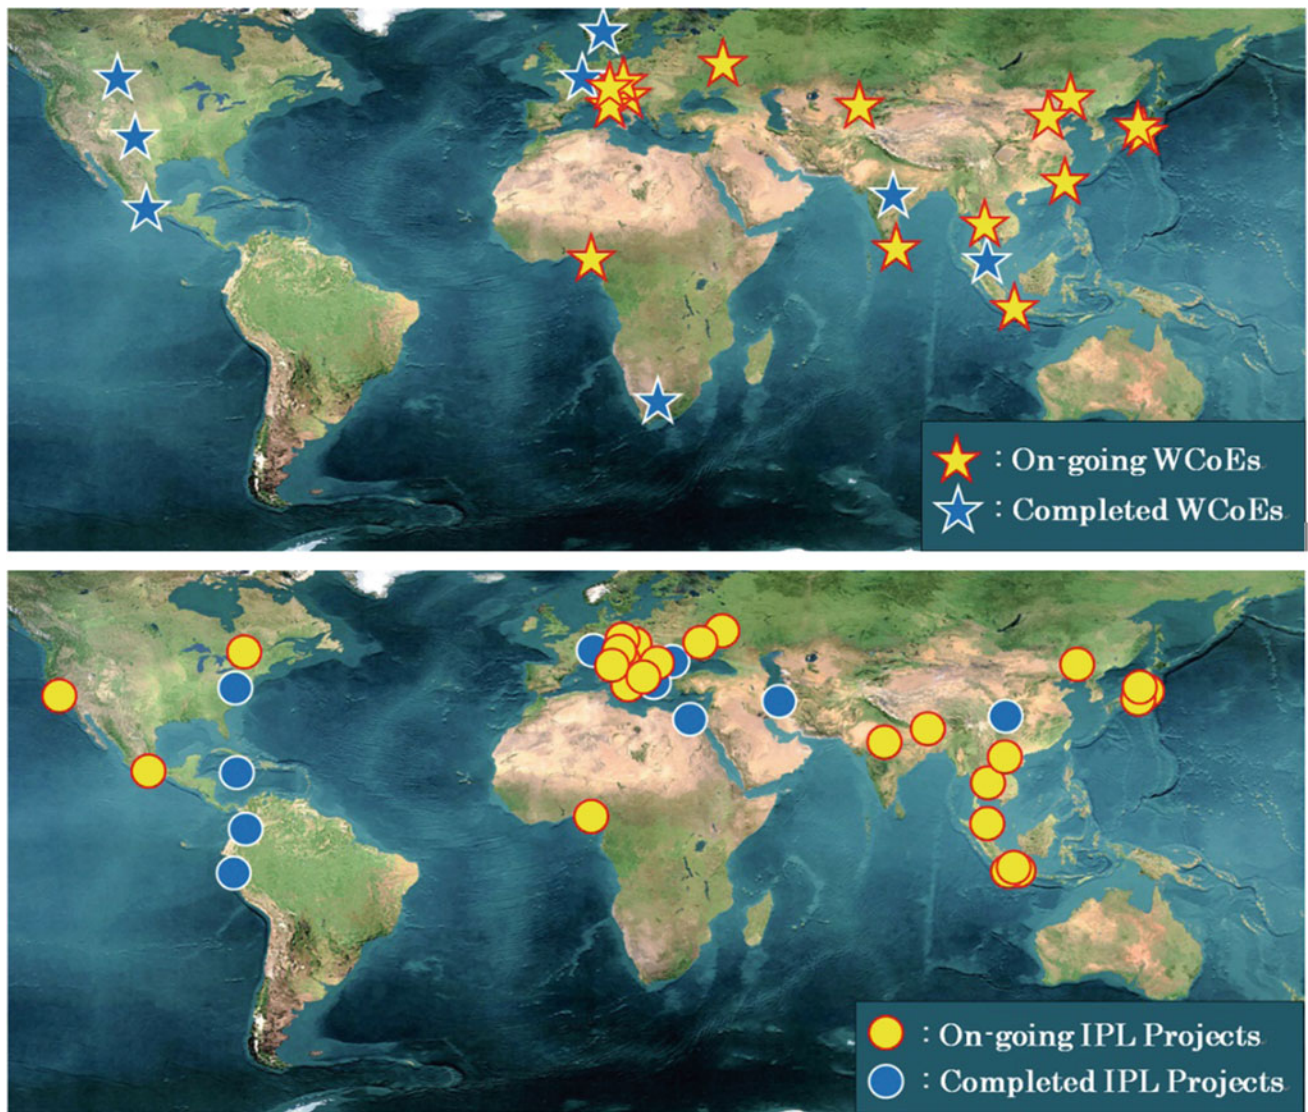 : On-going WCoEs
: Completed WCoEs
: On-going IPL Projects
: Completed IPL Projects